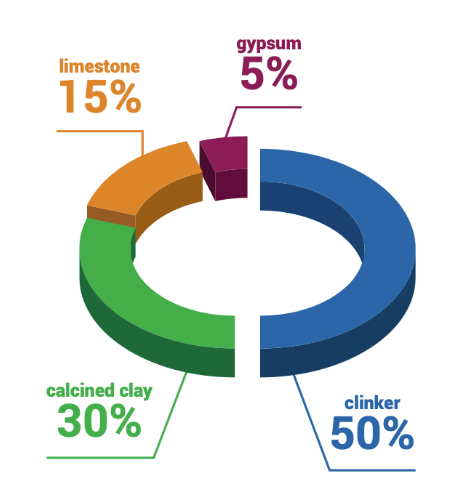 gypsum
5%
limestone
15%
calcined clay
30%
clinker
50%